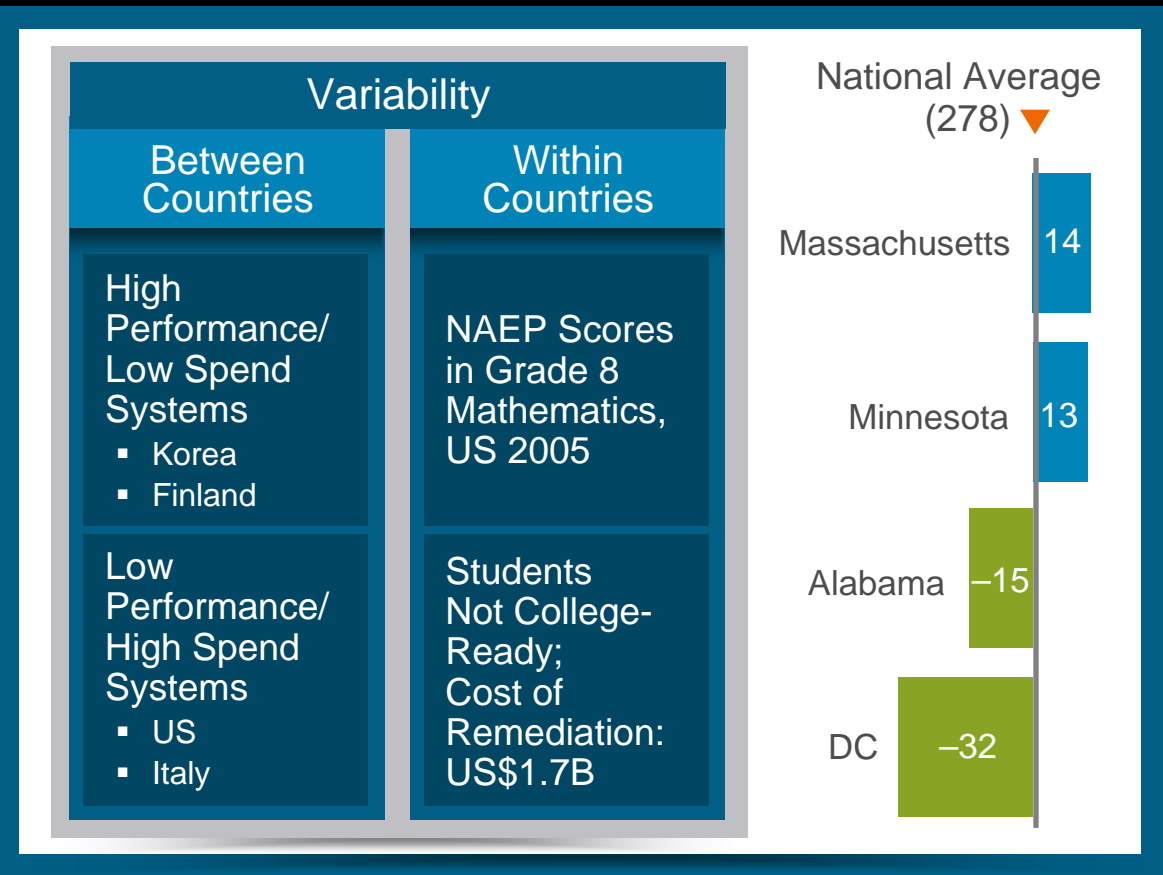 Variability
Between
Countries
High
Performance/
Low Spend
Systems
▪ Korea
▪ Finland
Low
Performance/
High Spend
Systems
▪ US
▪ Italy
Within
Countries
NAEP Scores
in Grade 8
Mathematics,
US 2005
Students
Not College-
Ready;
Cost of
Remediation:
US$1.7B
National Average
(278)
Massachusetts 14
Minnesota 13
Alabama –15
DC –32